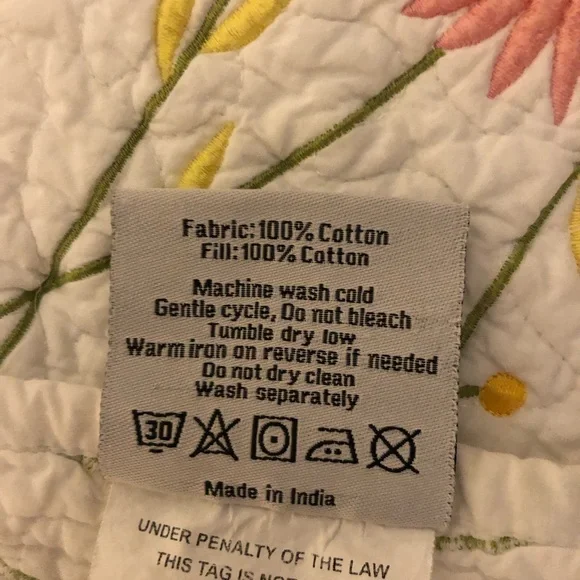 Fabric:100% Cotton
Fill:100% Cotton
Machine wash cold
Gentle cycle, Do not bleach
Tumble dry low
Warm iron on reverse if needed
Do not dry clean
Wash separately
30
Made in India
UNDER PENALTY OF THE LAW
THIS TAG IS